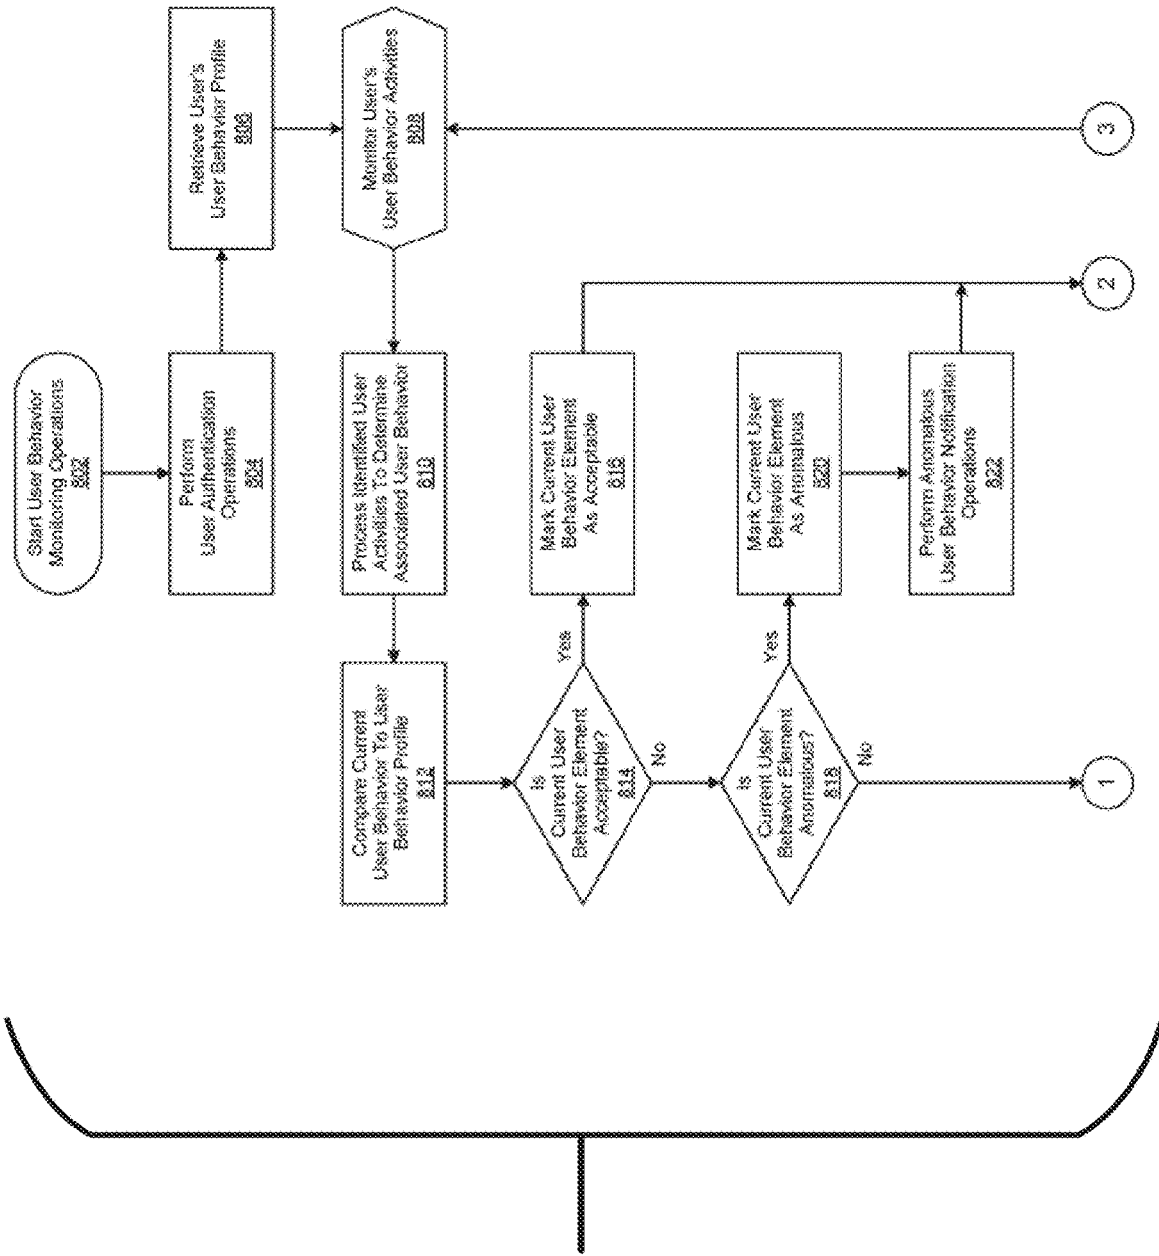 Start User Behavior
Monitoring Operations
802
Perform
User Authentication
Operations
804
Retrieve User's
User Behavior Profile
806
Monitor User's
User Behavior Activities
808
Process Identified User
Activities To Determine
Associated User Behavior
810
Compare Current
User Behavior To User
Behavior Profile
812
Is
Current User
Behavior Element
Acceptable?
814
Yes
No
Mark Current User
Behavior Element
As Acceptable
816
Is
Current User
Behavior Element
Anomalous?
818
Yes
No
Mark Current User
Behavior Element
As Anomalous
820
Perform Anomalous
User Behavior Notification
Operations
822
1
2
3